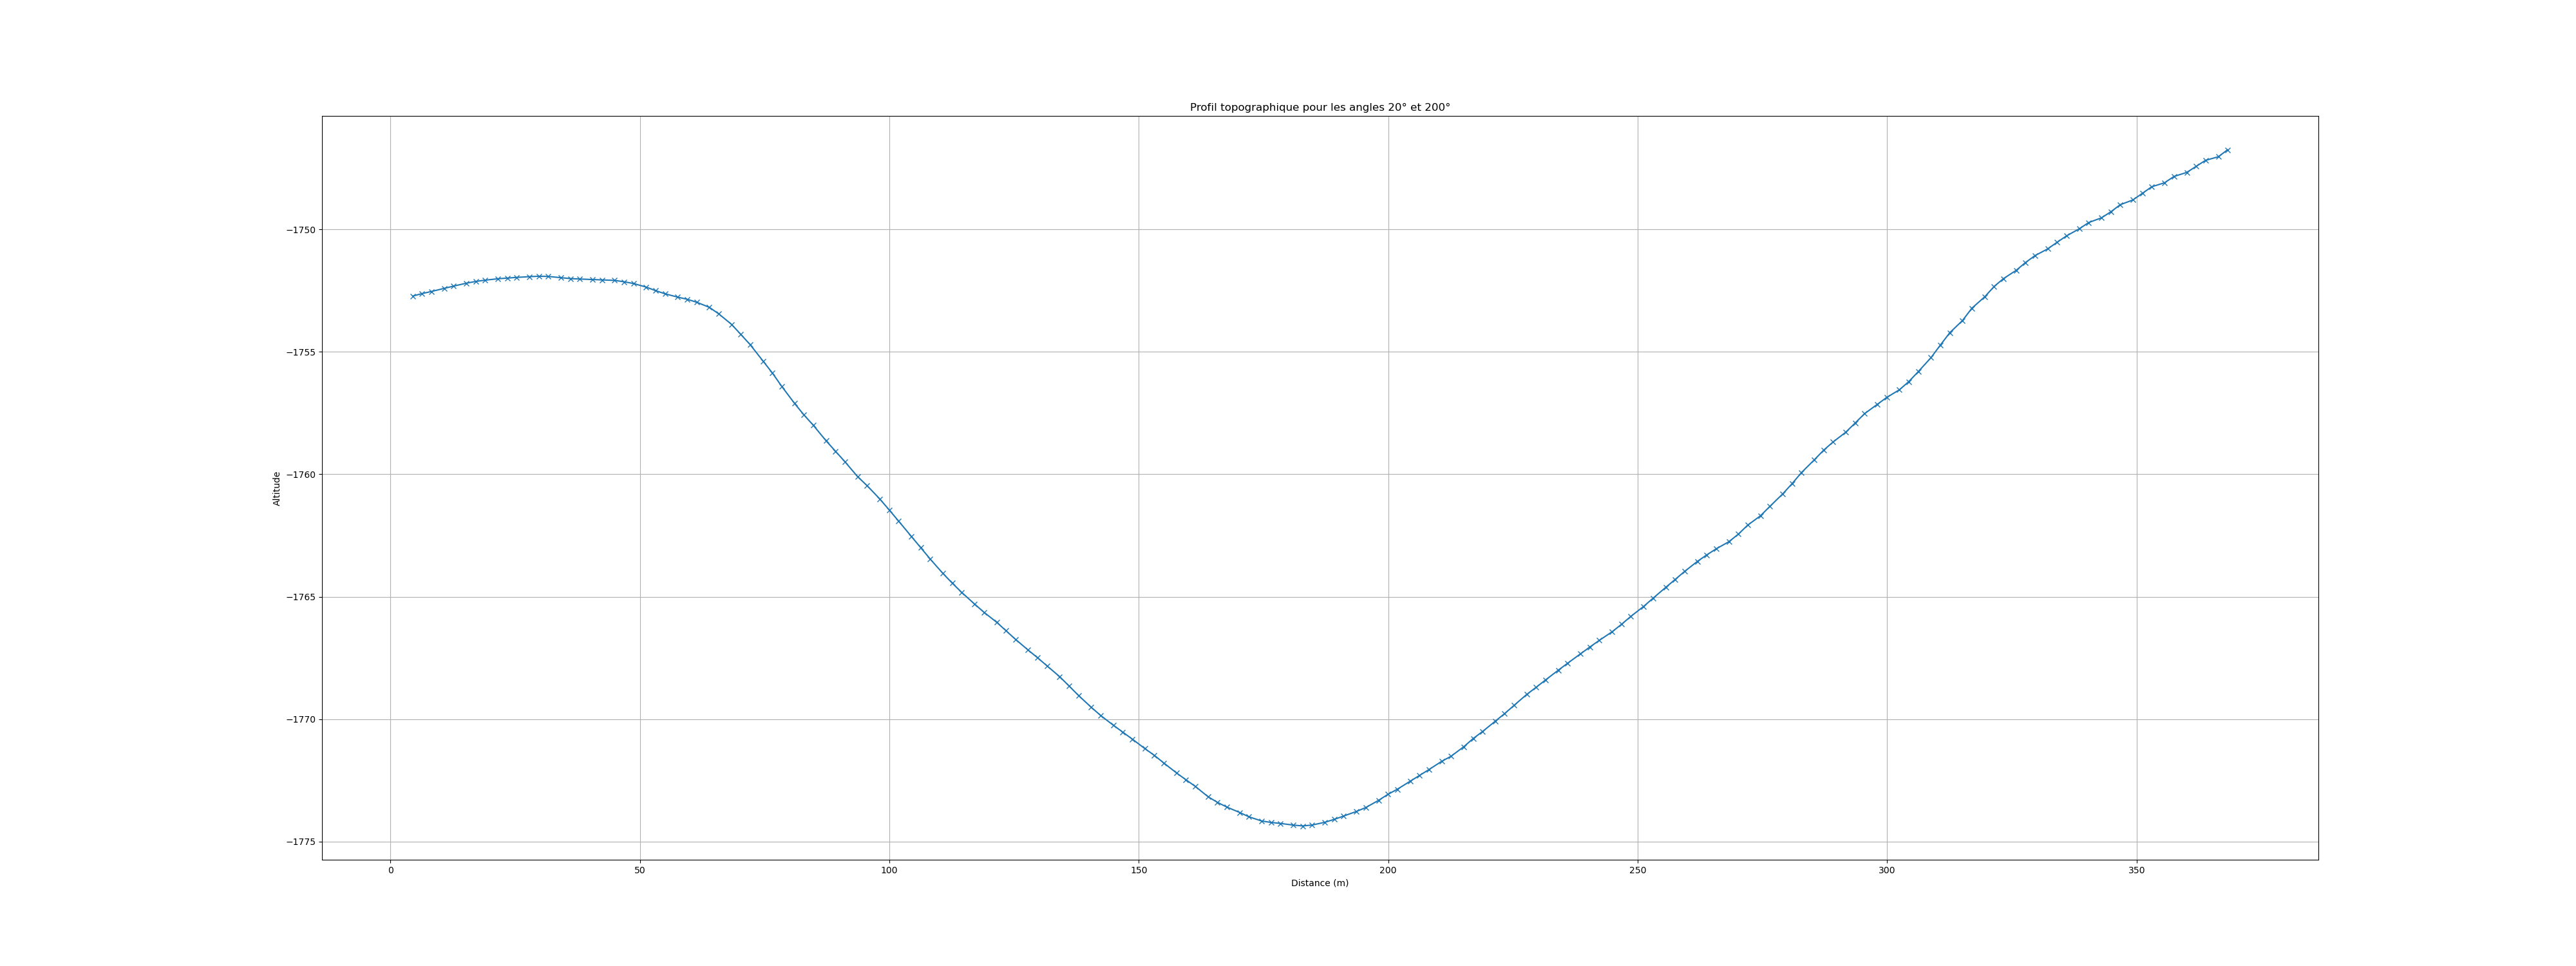 Profil topographique pour les angles 20° et 200°
Altitude
−1750
−1755
−1760
−1765
−1770
−1775
0 50 100 150 200 250 300 350
Distance (m)